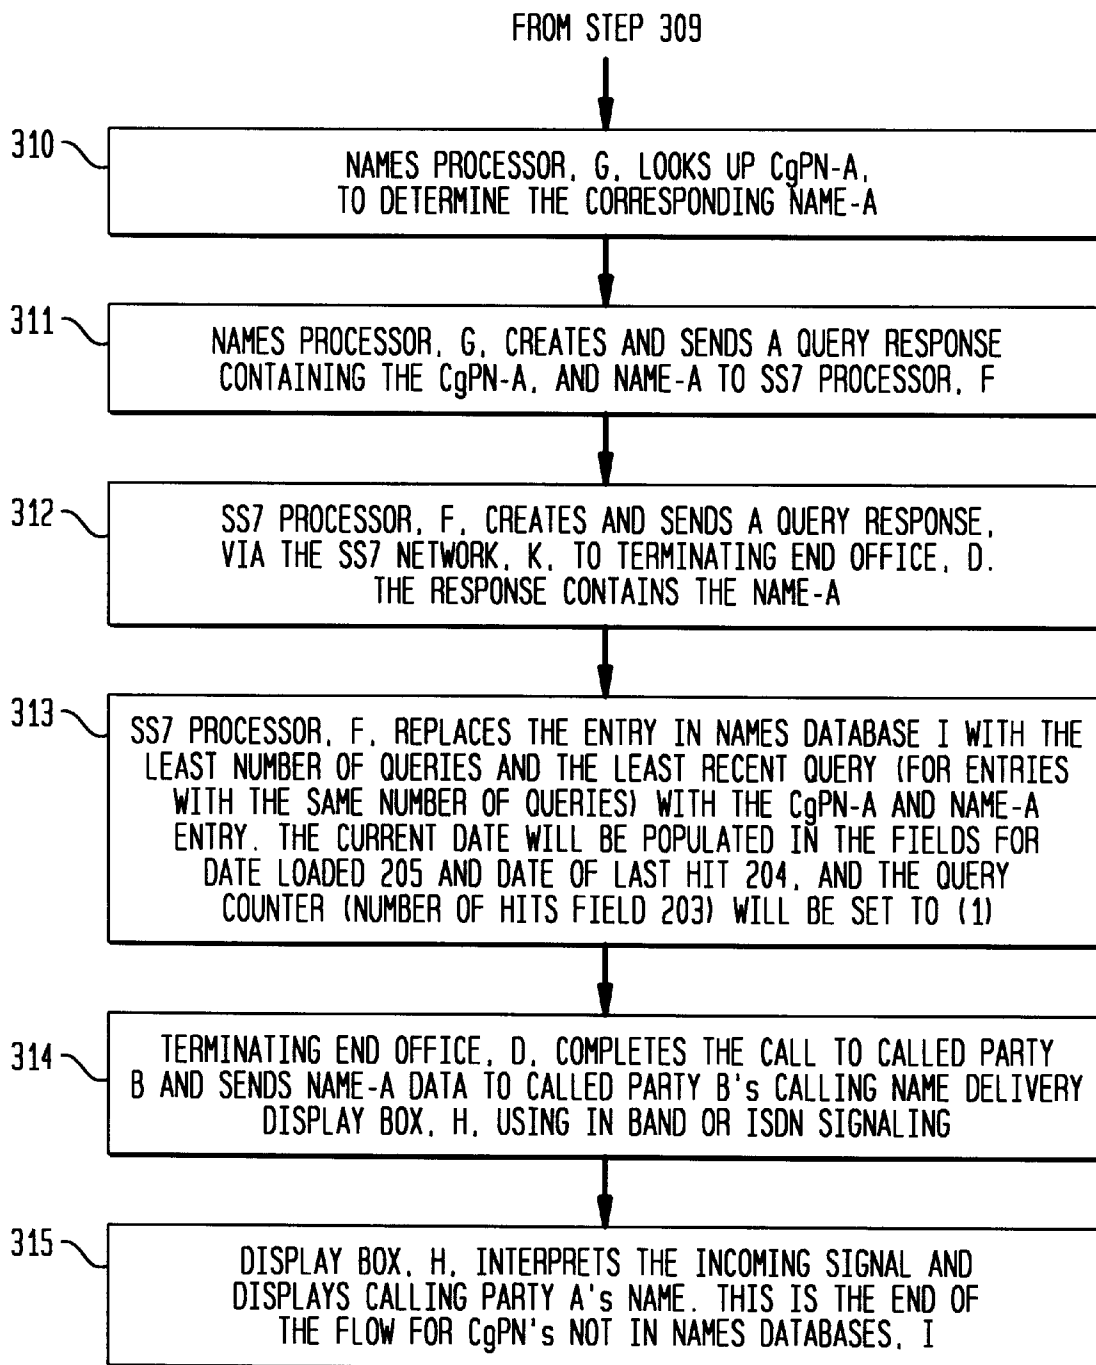 FROM STEP 309
310
NAMES PROCESSOR, G, LOOKS UP CgPN-A,
TO DETERMINE THE CORRESPONDING NAME-A
311
NAMES PROCESSOR, G, CREATES AND SENDS A QUERY RESPONSE
CONTAINING THE CgPN-A, AND NAME-A TO SS7 PROCESSOR, F
312
SS7 PROCESSOR, F, CREATES AND SENDS A QUERY RESPONSE,
VIA THE SS7 NETWORK, K, TO TERMINATING END OFFICE, D.
THE RESPONSE CONTAINS THE NAME-A
313
SS7 PROCESSOR, F, REPLACES THE ENTRY IN NAMES DATABASE I WITH THE
LEAST NUMBER OF QUERIES AND THE LEAST RECENT QUERY (FOR ENTRIES
WITH THE SAME NUMBER OF QUERIES) WITH THE CgPN-A AND NAME-A
ENTRY. THE CURRENT DATE WILL BE POPULATED IN THE FIELDS FOR
DATE LOADED 205 AND DATE OF LAST HIT 204, AND THE QUERY
COUNTER (NUMBER OF HITS FIELD 203) WILL BE SET TO (1)
314
TERMINATING END OFFICE, D, COMPLETES THE CALL TO CALLED PARTY
B AND SENDS NAME-A DATA TO CALLED PARTY B's CALLING NAME DELIVERY
DISPLAY BOX, H, USING IN BAND OR ISDN SIGNALING
315
DISPLAY BOX, H, INTERPRETS THE INCOMING SIGNAL AND
DISPLAYS CALLING PARTY A's NAME. THIS IS THE END OF
THE FLOW FOR CgPN's NOT IN NAMES DATABASES, I